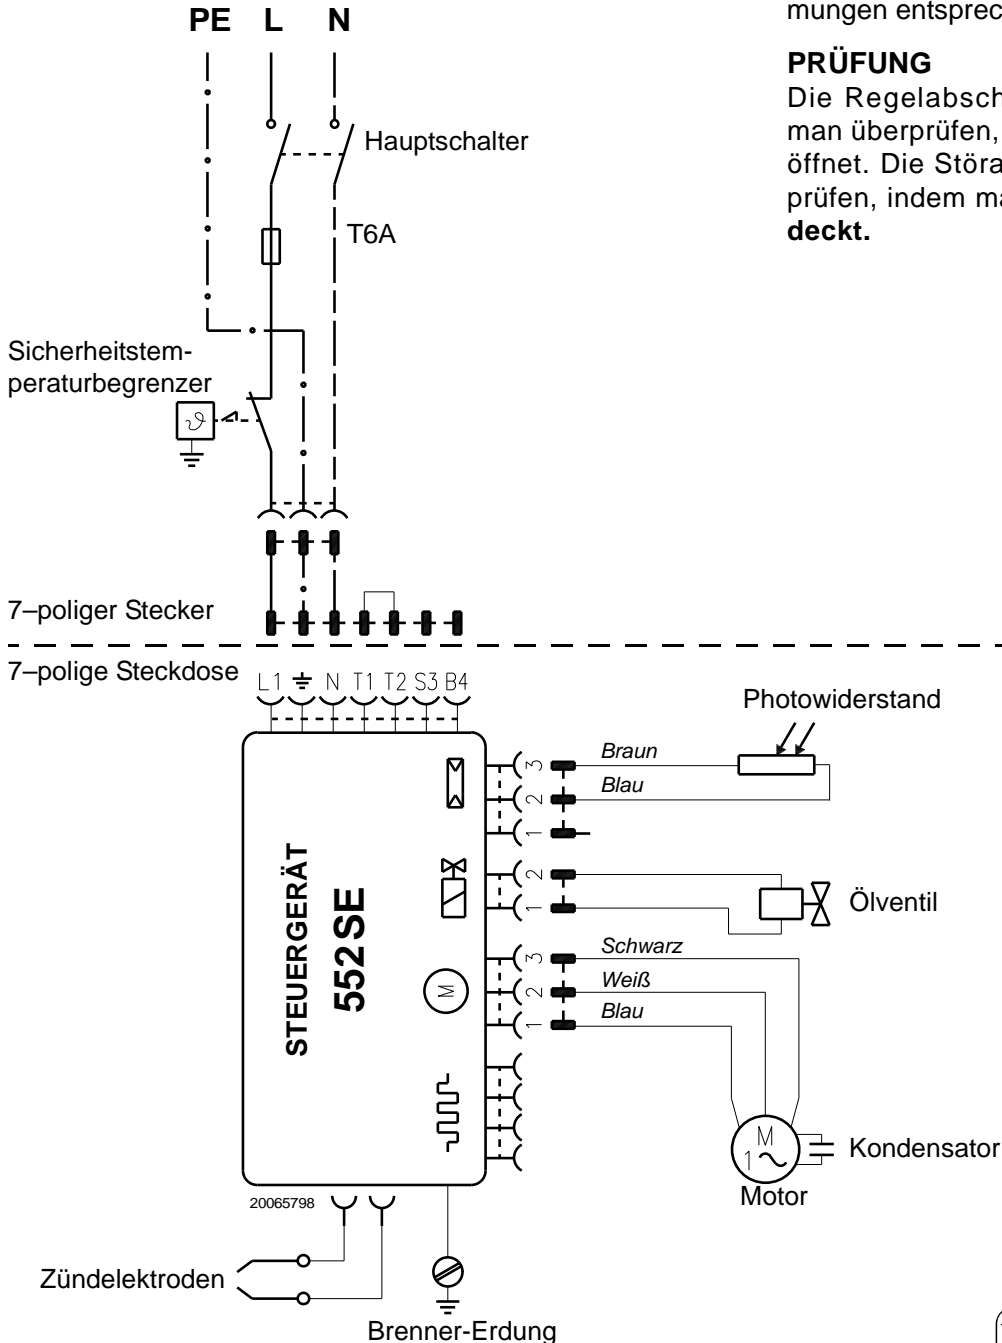 PE L N
mungen entsprec
PRÜFUNG
Die Regelabsch
man überprüfen,
öffnet. Die Störa
prüfen, indem ma
deckt.
Hauptschalter
T6A
Sicherheitstem-
peraturbegrenzer
ϑ
7–poliger Stecker
7–polige Steckdose
L1 N T1 T2 S3 B4
Photowiderstand
3 Braun
2 Blau
1
2
1
Ölventil
3 Schwarz
2 Weiß
1 Blau
STEUERGERÄT
552SE
M
M
1
Kondensator
Motor
20065798
Zündelektroden
Brenner-Erdung